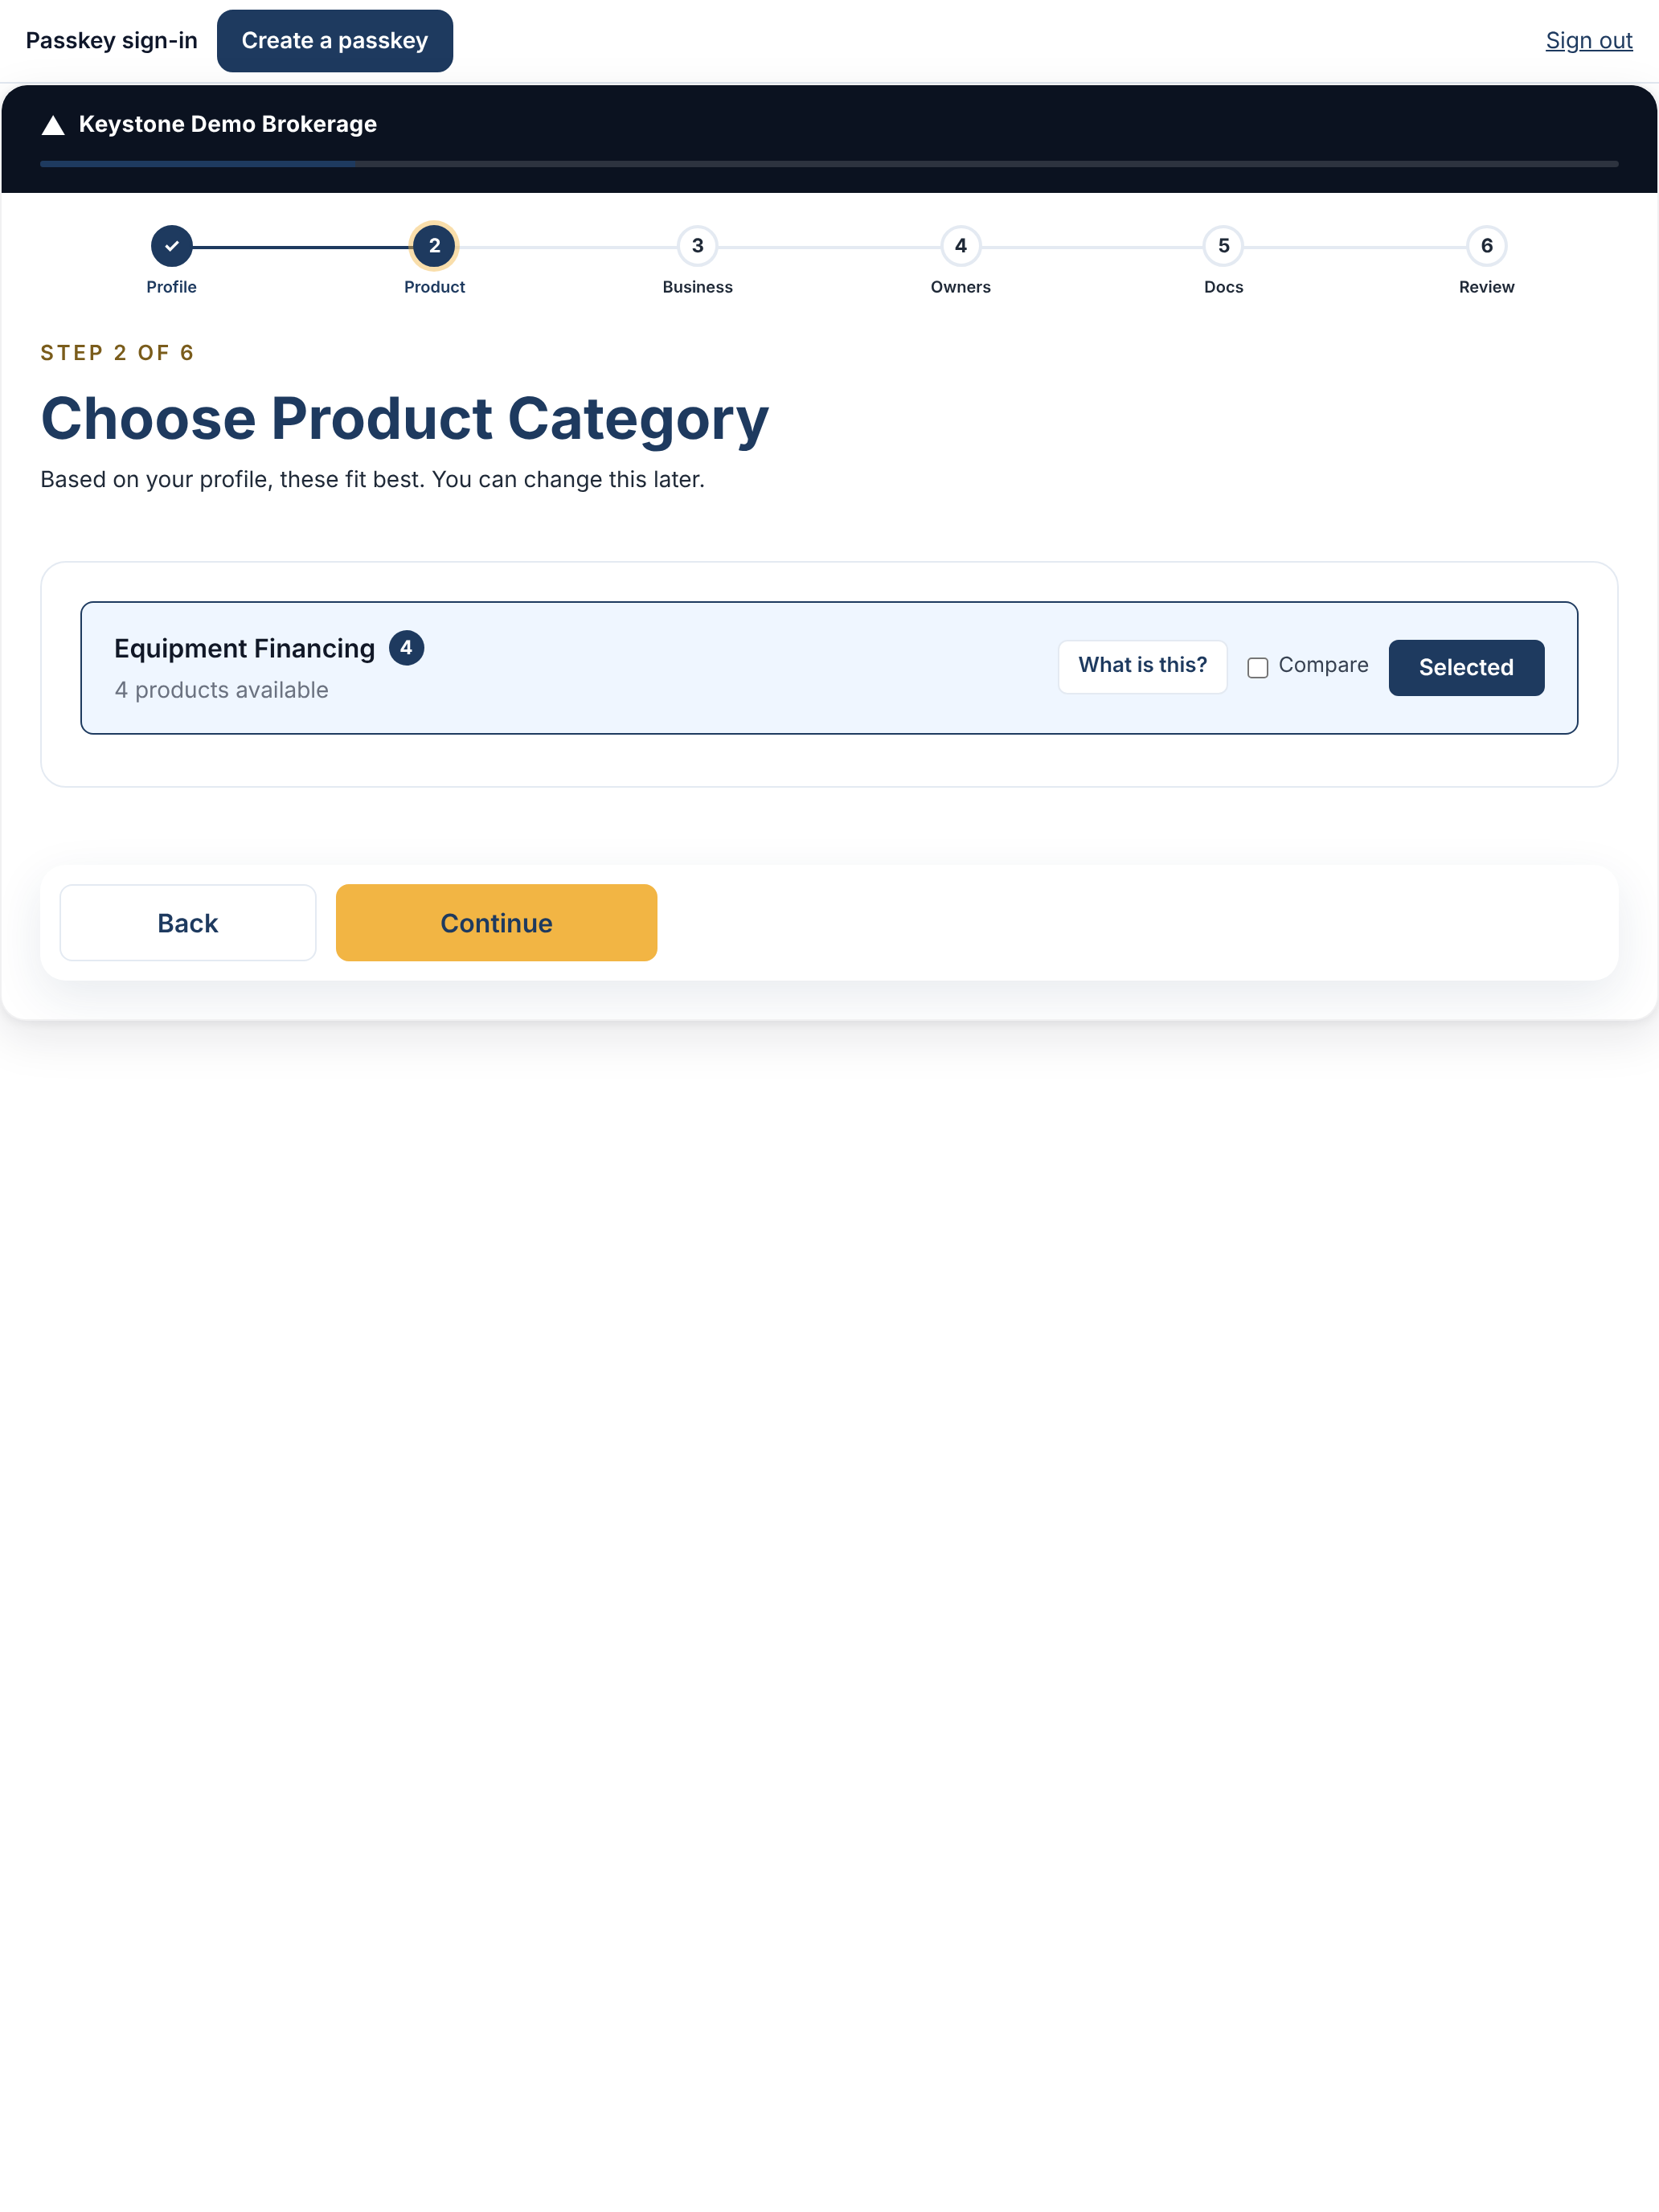 Passkey sign-in Create a passkey Sign out
Keystone Demo Brokerage
2 3 4 5 6
Profile Product Business Owners Docs Review
STEP 2 OF 6
Choose Product Category
Based on your profile, these fit best. You can change this later.
Equipment Financing 4
4 products available
What is this? Compare Selected
Back Continue